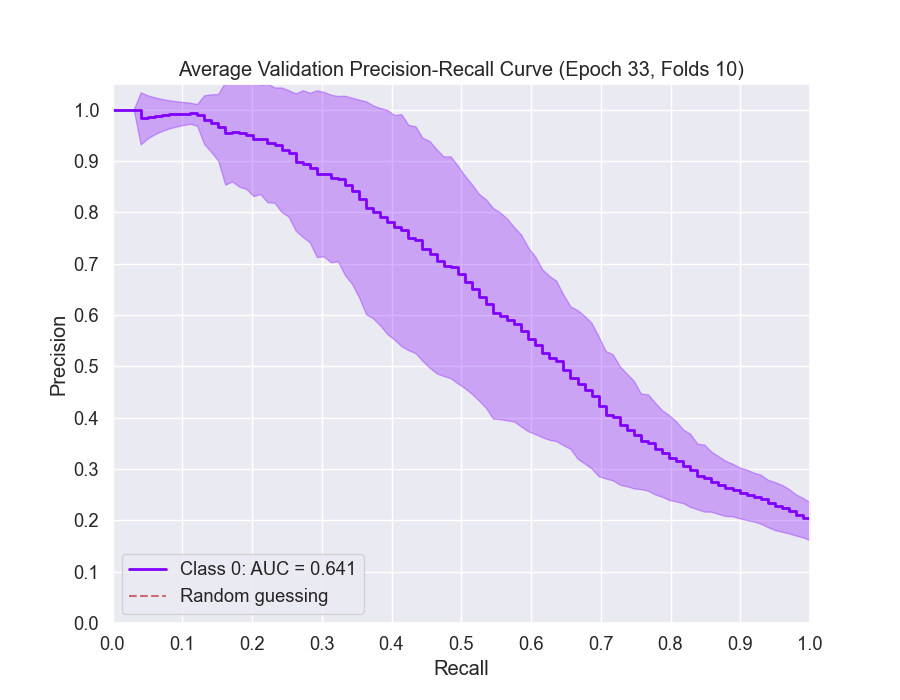 Average Validation Precision-Recall Curve (Epoch 33, Folds 10)
1.0
0.9
0.8
0.7
0.6
0.5
0.4
0.3
0.2
0.1
0.0
Precision
Class 0: AUC = 0.641
Random guessing
0.0 0.1 0.2 0.3 0.4 0.5 0.6 0.7 0.8 0.9 1.0
Recall